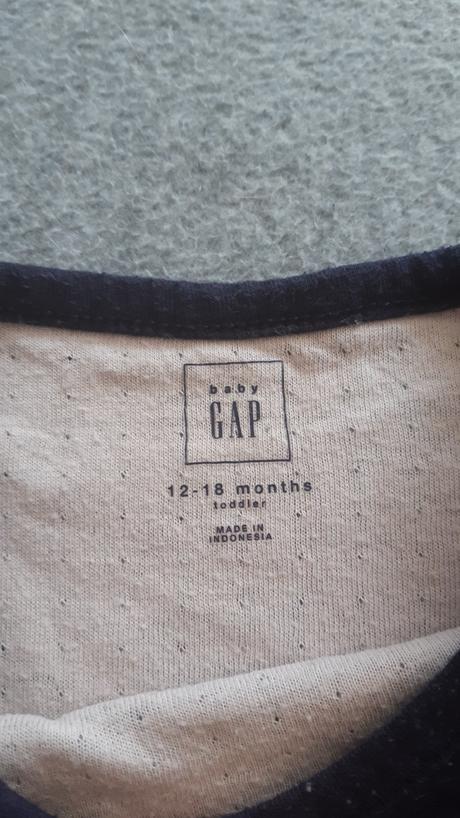 baby
GAP
12-18 months
toddler
MADE IN
INDONESIA